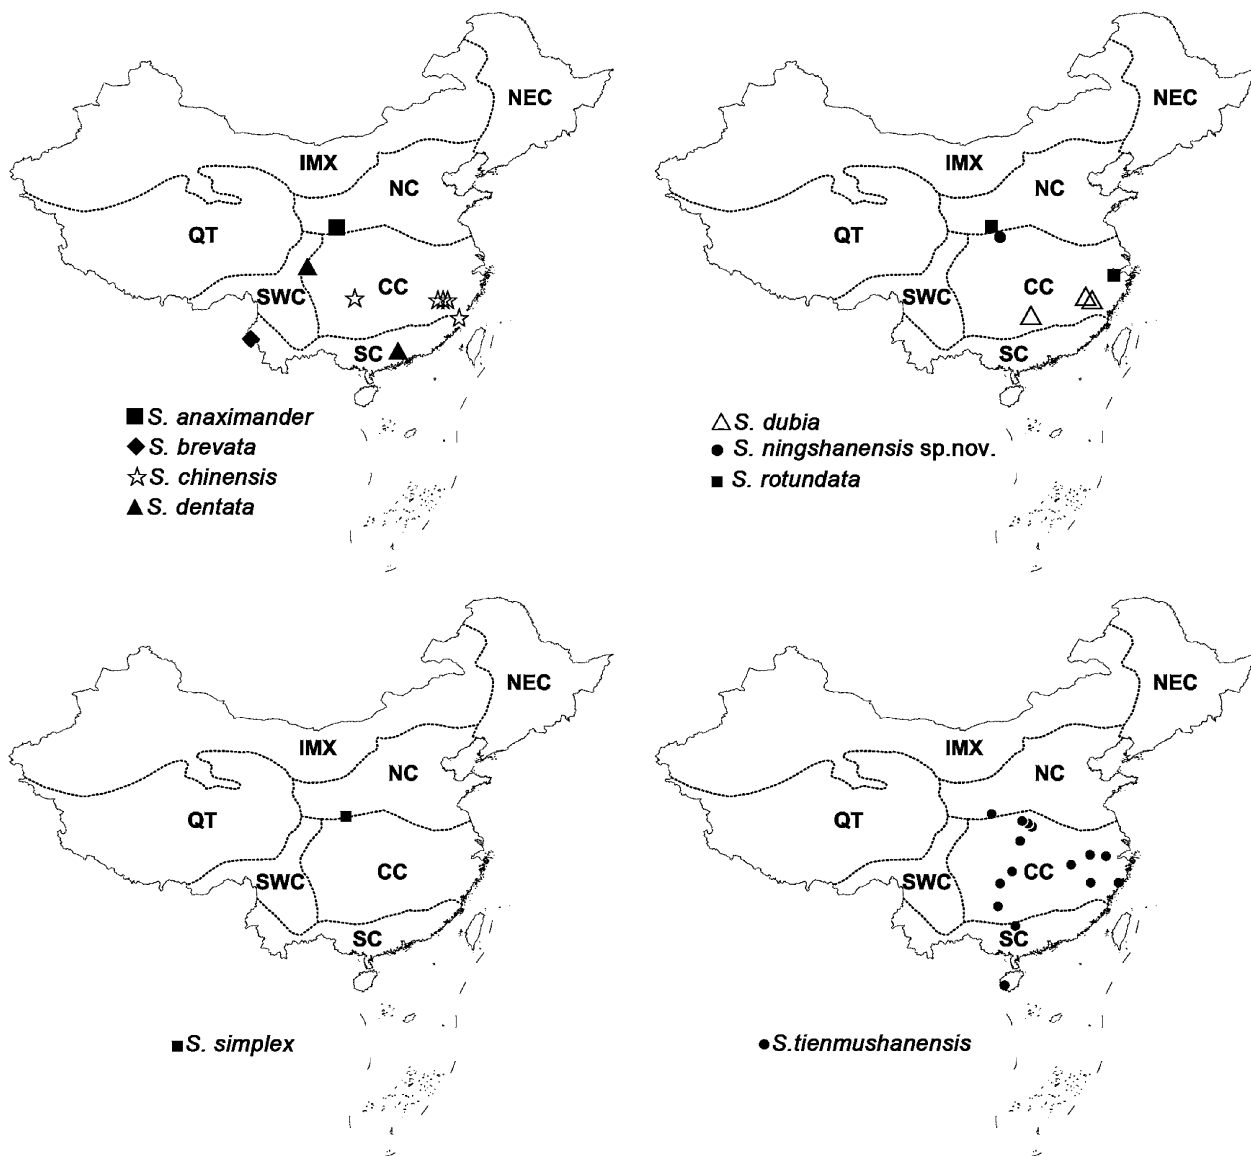 NEC
IMX
NC
QT
CC
SWC
SC
S. anaximander
S. brevata
S. chinensis
S. dentata
NEC
IMX
NC
QT
CC
SWC
SC
S. dubia
S. ningshanensis sp.nov.
S. rotundata
NEC
IMX
NC
QT
CC
SWC
SC
S. simplex
NEC
IMX
NC
QT
CC
SWC
SC
S.tienmushanensis